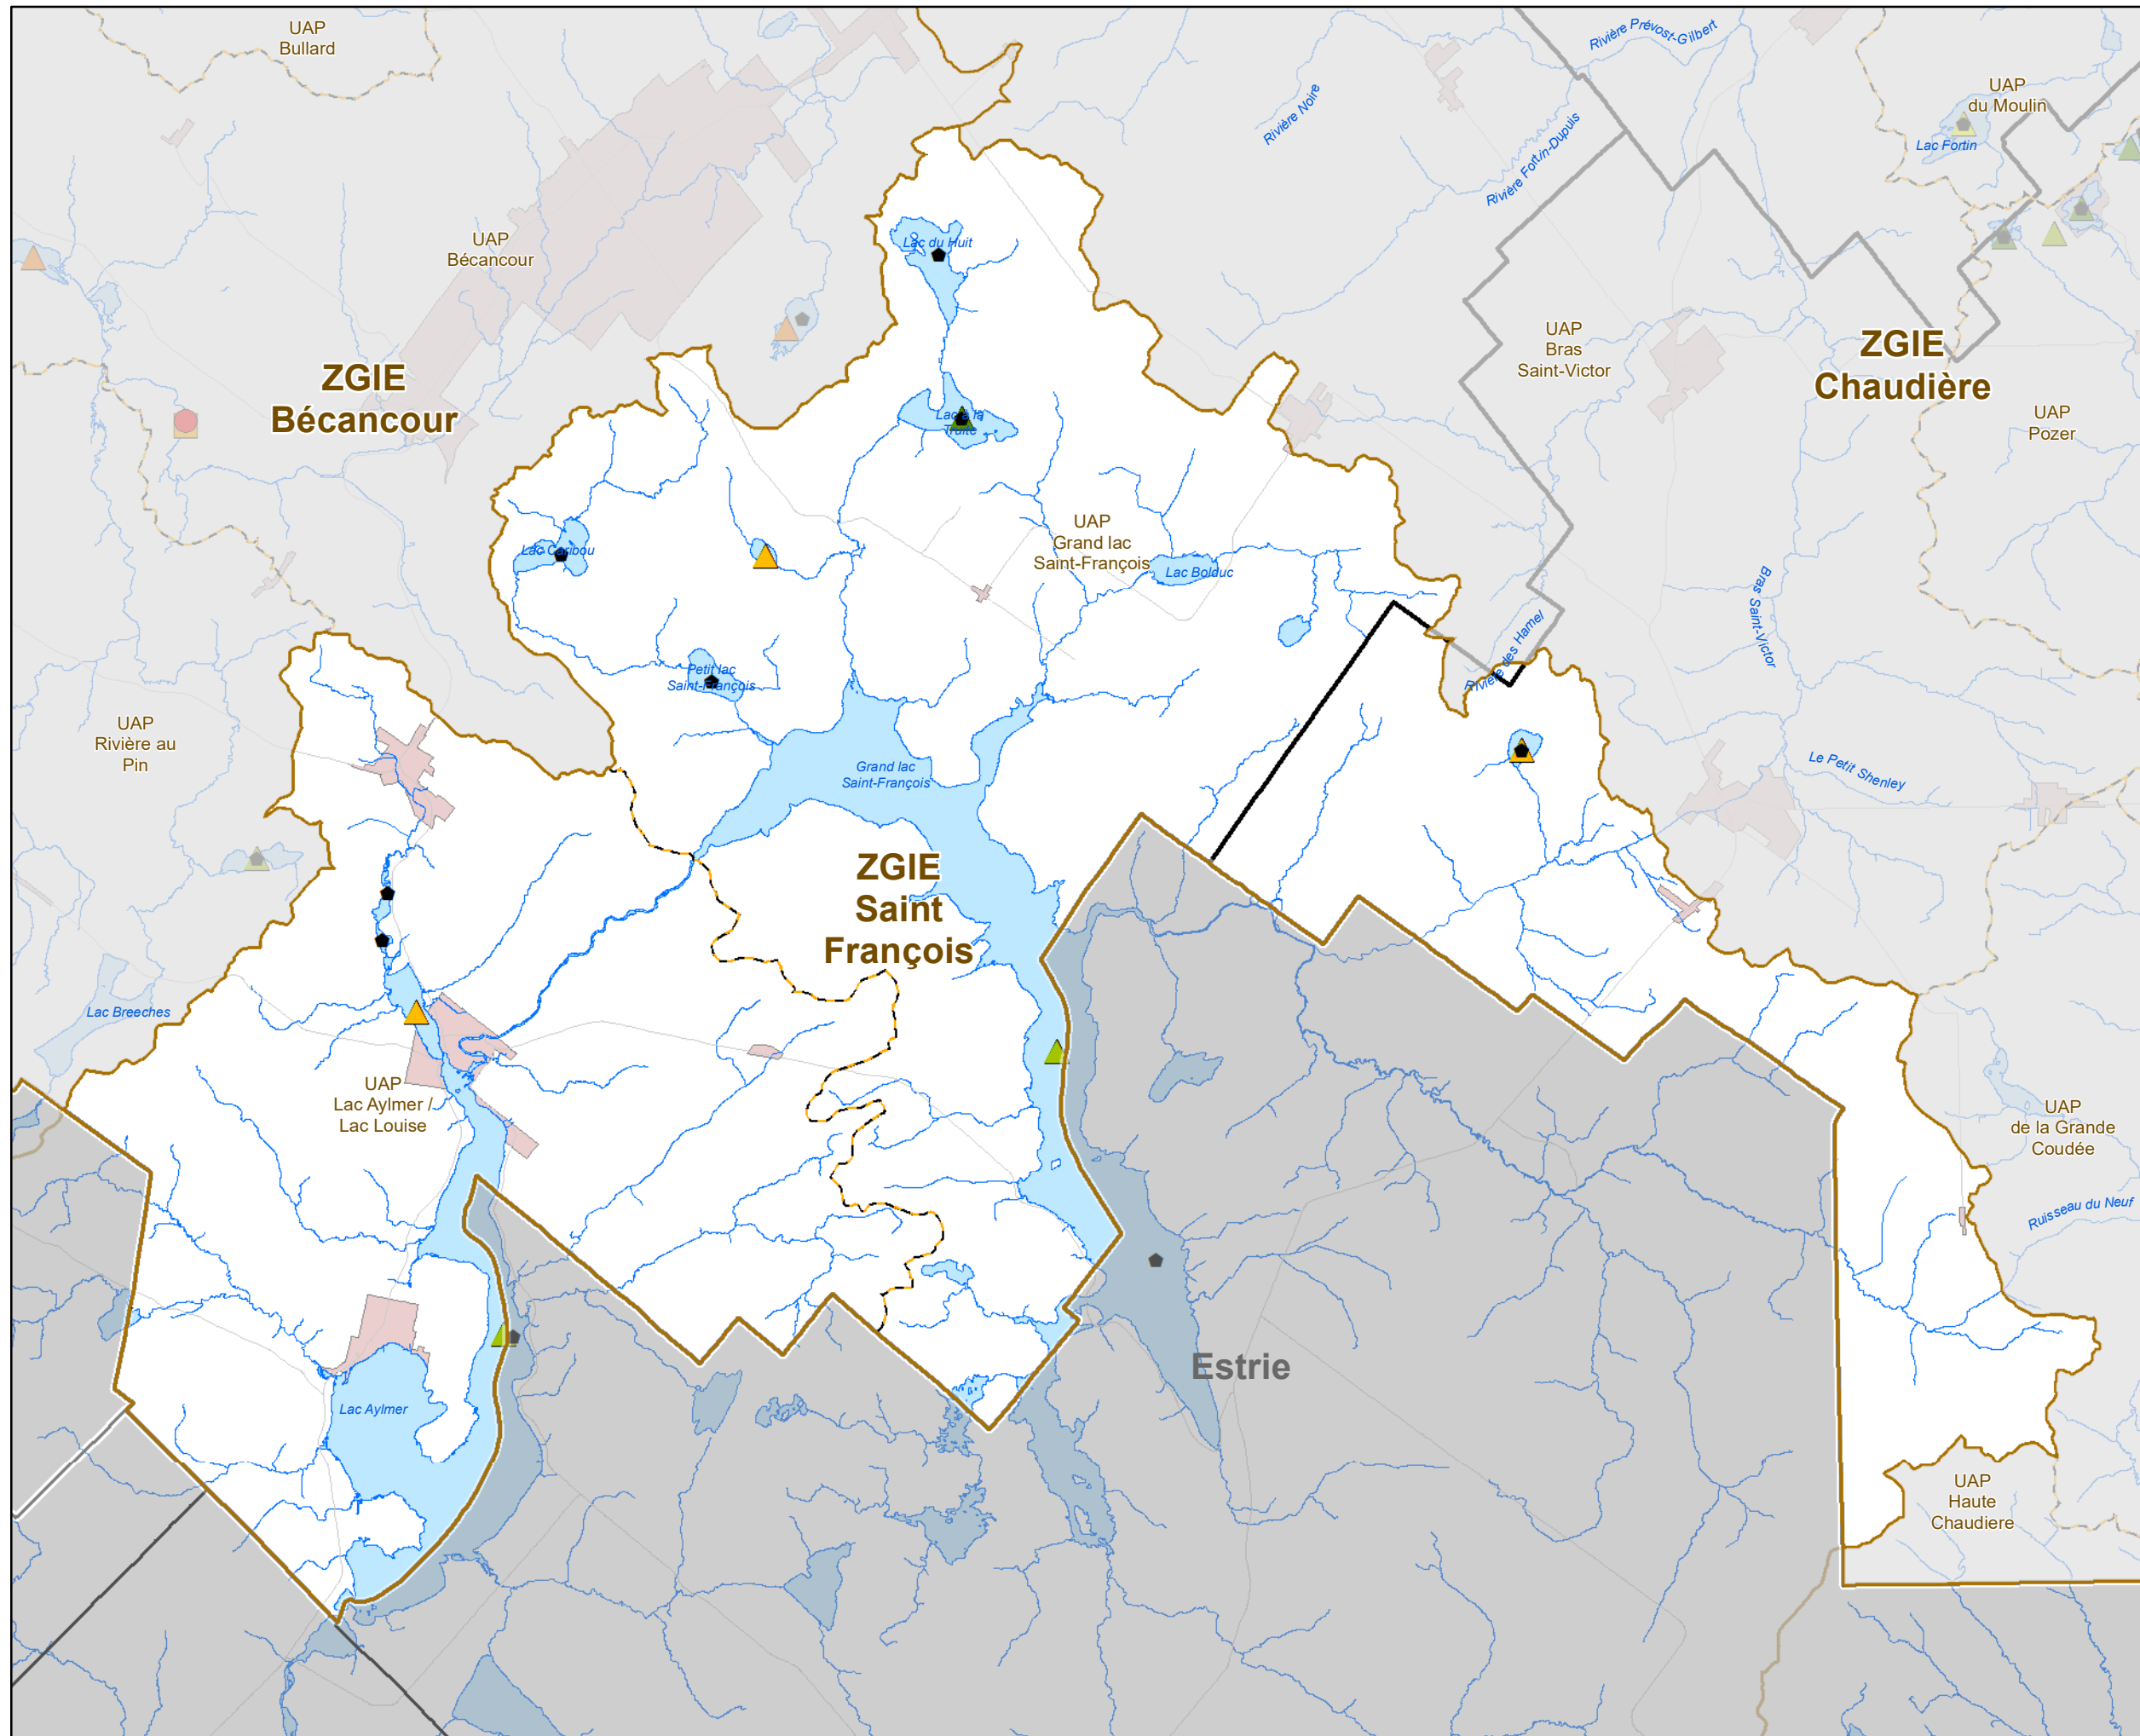 UAP
Bullard
Rivière Prévost-Gilbert
UAP
du Moulin
Lac Fortin
Rivière Noire
Rivière Fortin-Dupuis
UAP
Bécancour
Lac du Huit
ZGIE
Bécancour
UAP
Bras
Saint-Victor
ZGIE
Chaudière
UAP
Pozer
Lac à la
Truite
UAP
Grand lac
Saint-François
Lac Caribou
Lac Bolduc
Bras Saint-Victor
Rivière des Hamel
Petit lac
Saint-François
UAP
Rivière au
Pin
Grand lac
Saint-François
Le Petit Shenley
ZGIE
Saint
François
Lac Breeches
UAP
Lac Aylmer /
Lac Louise
UAP
de la Grande
Coudée
Ruisseau du Neuf
Estrie
Lac Aylmer
UAP
Haute
Chaudiere